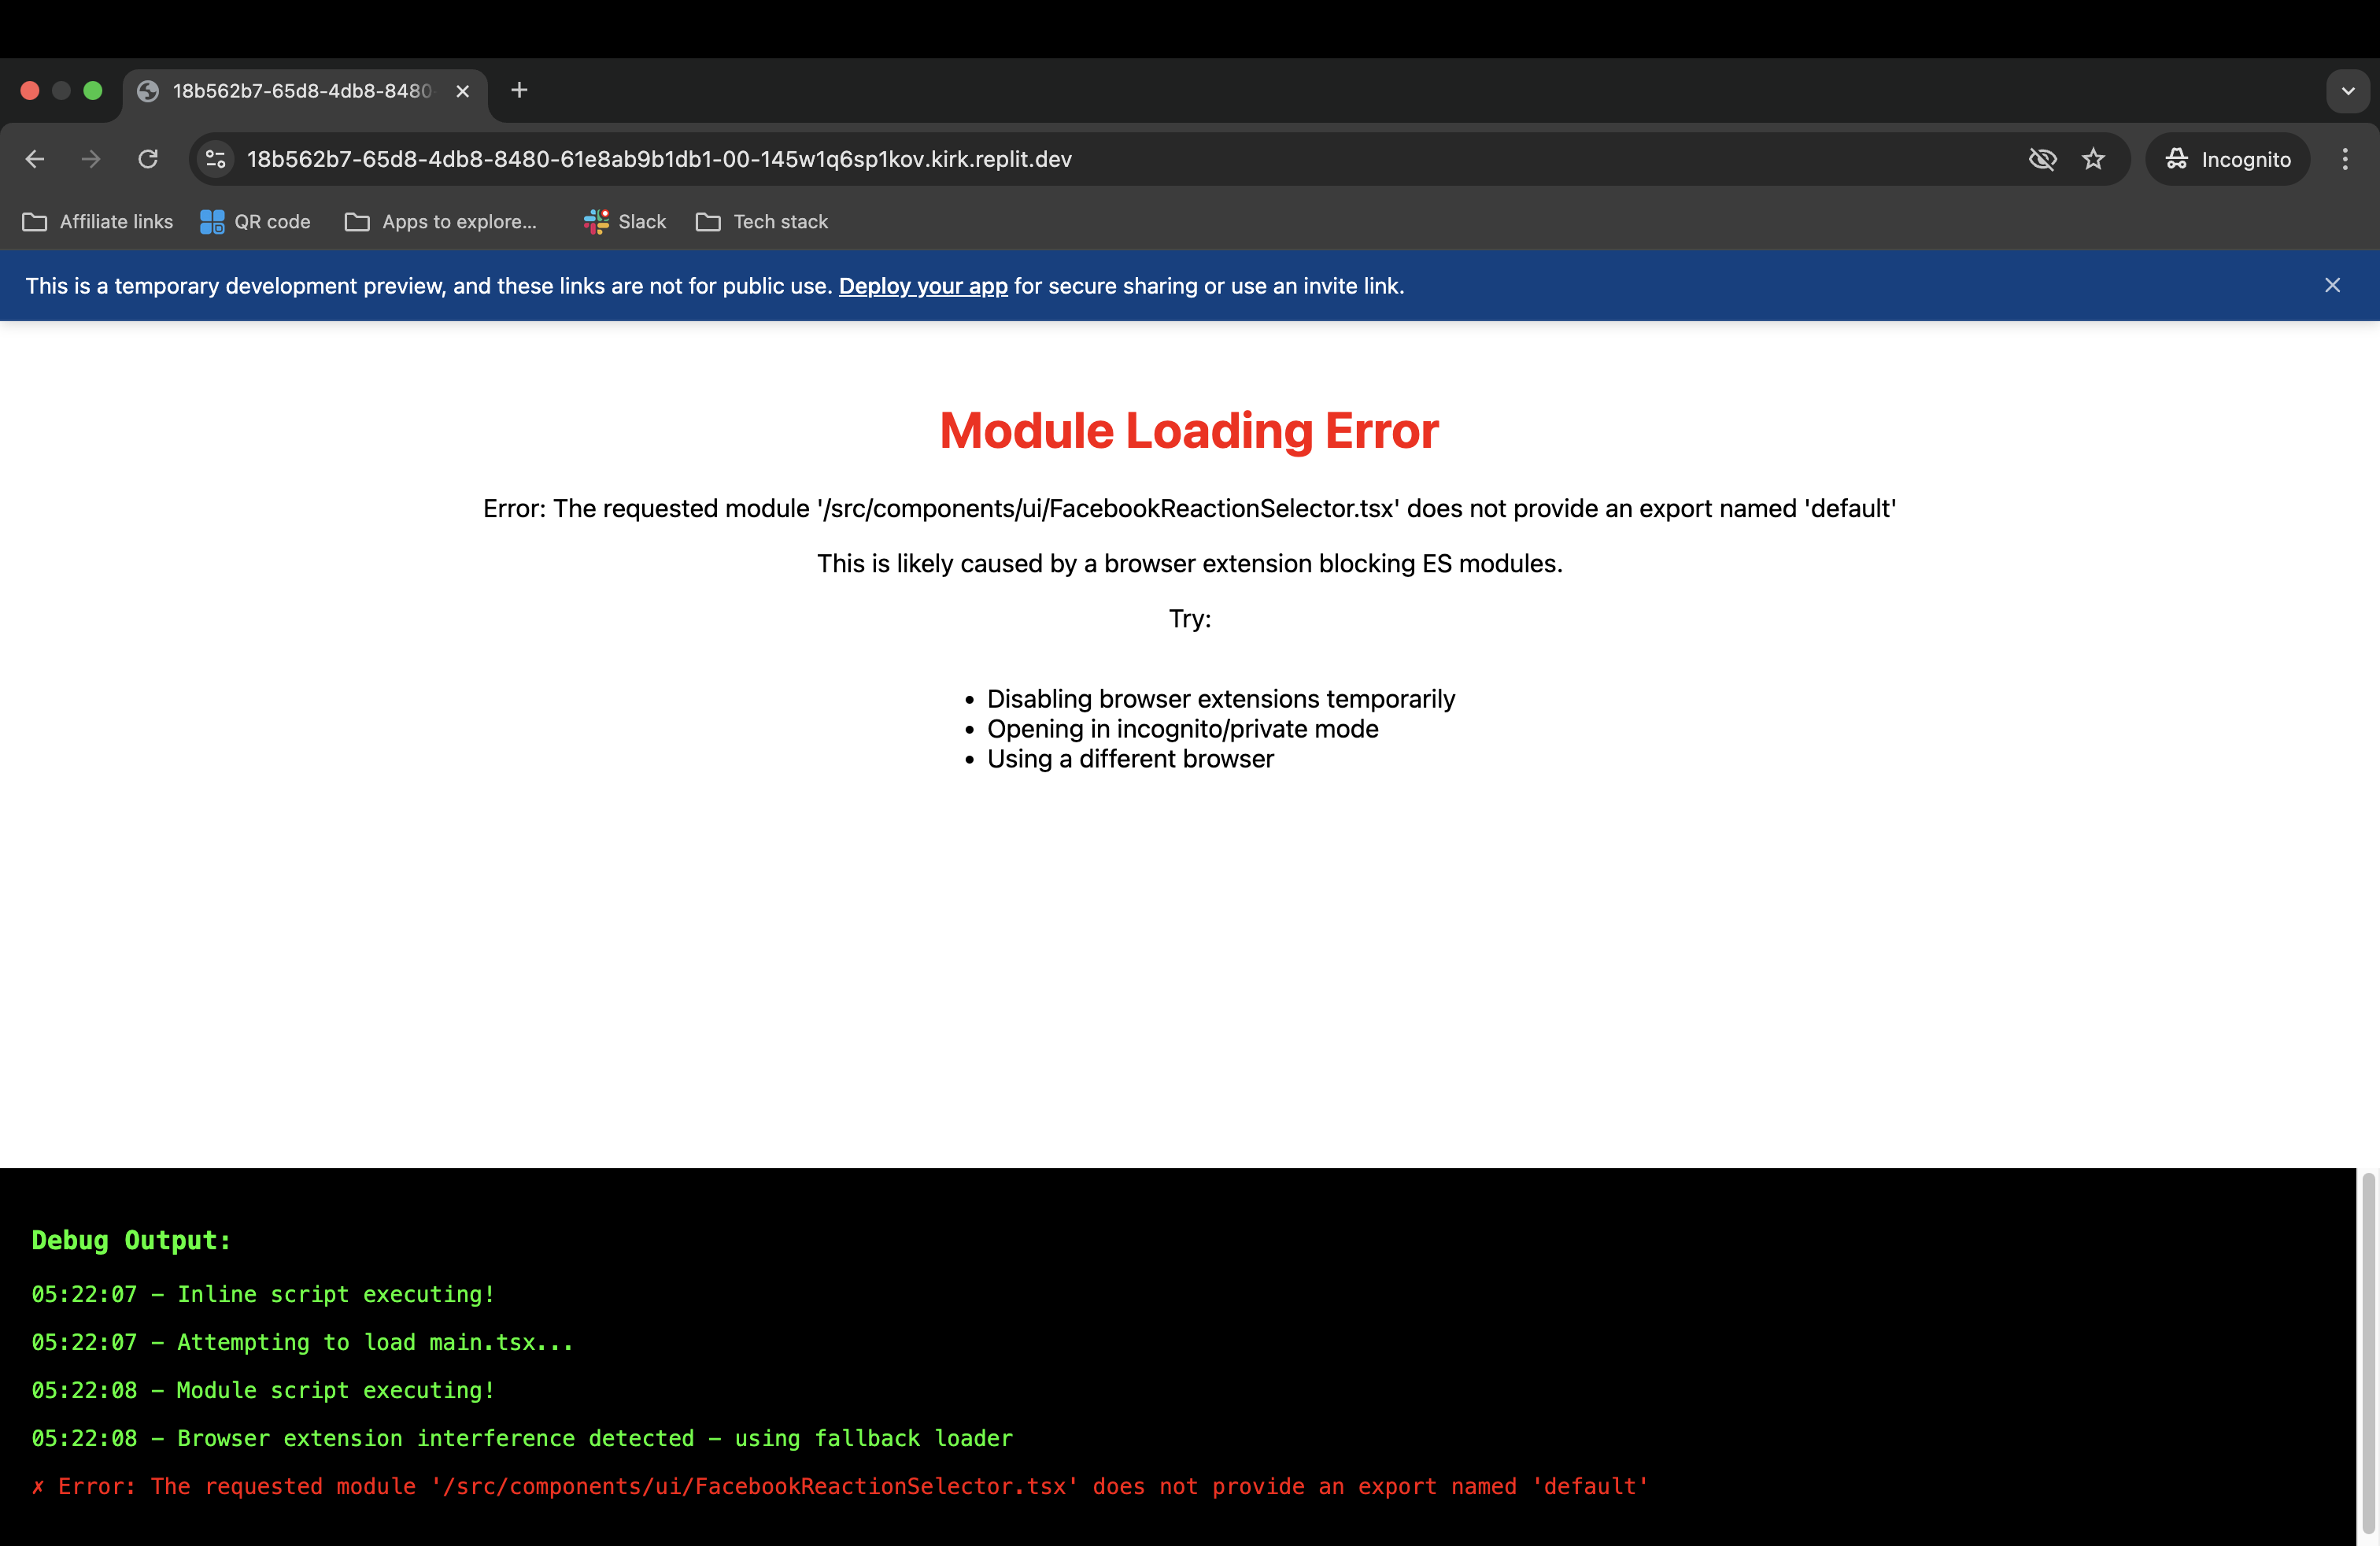 18b562b7-65d8-4db8-8480
18b562b7-65d8-4db8-8480-61e8ab9b1db1-00-145w1q6sp1kov.kirk.replit.dev
Incognito
Affiliate links
QR code
Apps to explore...
Slack
Tech stack
This is a temporary development preview, and these links are not for public use. Deploy your app for secure sharing or use an invite link.
Module Loading Error
Error: The requested module '/src/components/ui/FacebookReactionSelector.tsx' does not provide an export named 'default'
This is likely caused by a browser extension blocking ES modules.
Try:
• Disabling browser extensions temporarily
• Opening in incognito/private mode
• Using a different browser
Debug Output:
05:22:07 – Inline script executing!
05:22:07 – Attempting to load main.tsx...
05:22:08 – Module script executing!
05:22:08 – Browser extension interference detected – using fallback loader
✗ Error: The requested module '/src/components/ui/FacebookReactionSelector.tsx' does not provide an export named 'default'